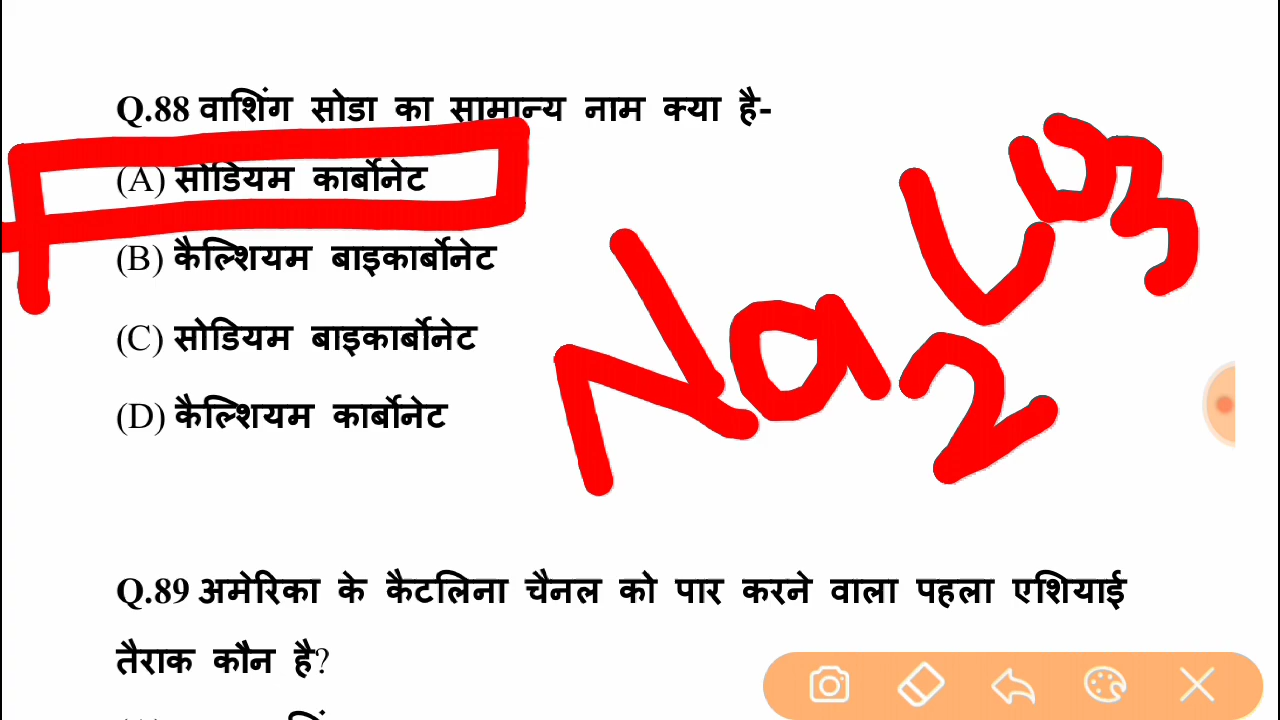 Q.88 वाशिंग सोडा का सामान्य नाम क्या है-
(A) सोडियम कार्बोनेट
(B) कैल्शियम बाइकार्बोनेट
(C) सोडियम बाइकार्बोनेट
(D) कैल्शियम कार्बोनेट
Na2CO3
Q.89 अमेरिका के कैटलिना चैनल को पार करने वाला पहला एशियाई
तैराक कौन है?